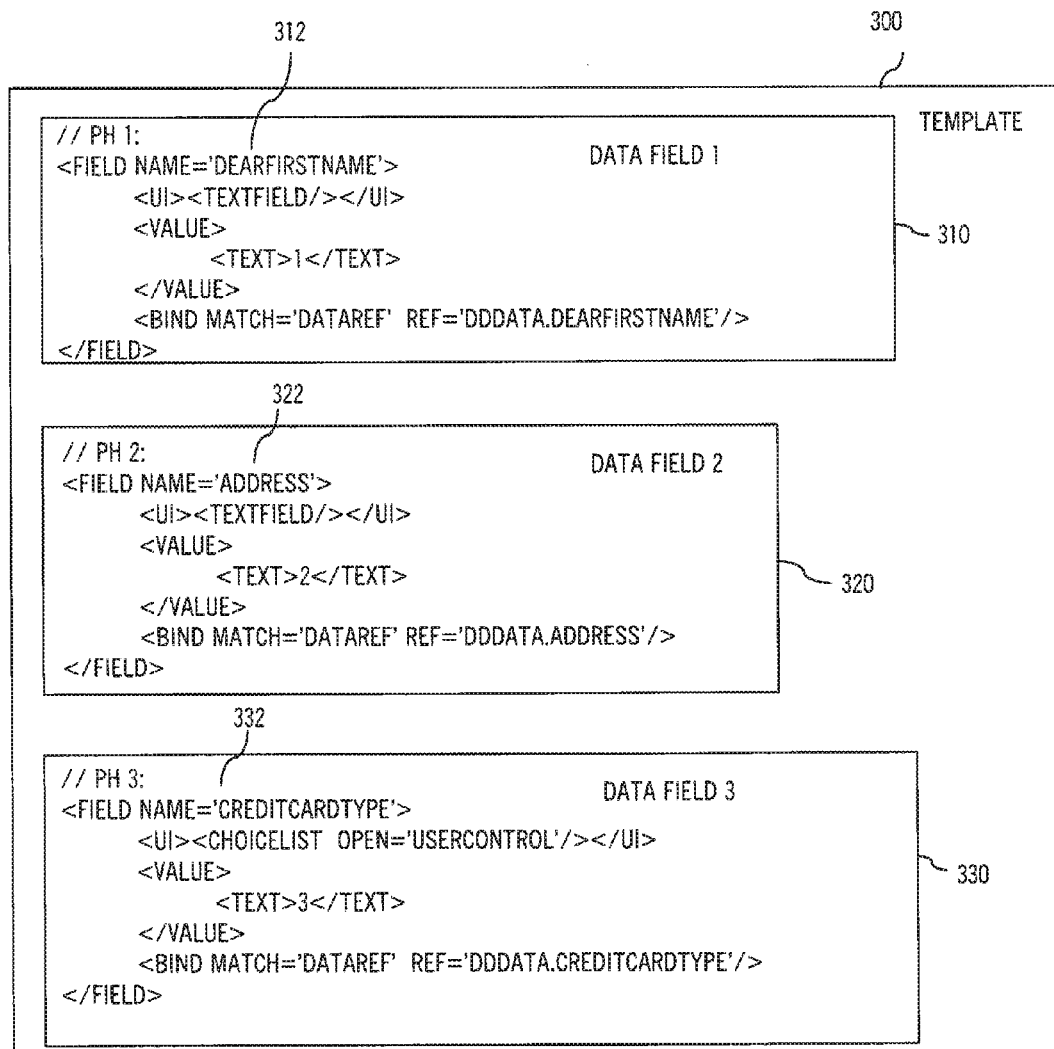 312
300
TEMPLATE
// PH 1:
DATA FIELD 1
<FIELD NAME='DEARFIRSTNAME'>
<UI><TEXTFIELD/></UI>
<VALUE>
<TEXT>1</TEXT>
</VALUE>
<BIND MATCH='DATAREF' REF='DDDATA.DEARFIRSTNAME'/>
</FIELD>
310
322
// PH 2:
DATA FIELD 2
<FIELD NAME='ADDRESS'>
<UI><TEXTFIELD/></UI>
<VALUE>
<TEXT>2</TEXT>
</VALUE>
<BIND MATCH='DATAREF' REF='DDDATA.ADDRESS'/>
</FIELD>
320
332
// PH 3:
DATA FIELD 3
<FIELD NAME='CREDITCARDTYPE'>
<UI><CHOICELIST OPEN='USERCONTROL'/></UI>
<VALUE>
<TEXT>3</TEXT>
</VALUE>
<BIND MATCH='DATAREF' REF='DDDATA.CREDITCARDTYPE'/>
</FIELD>
330